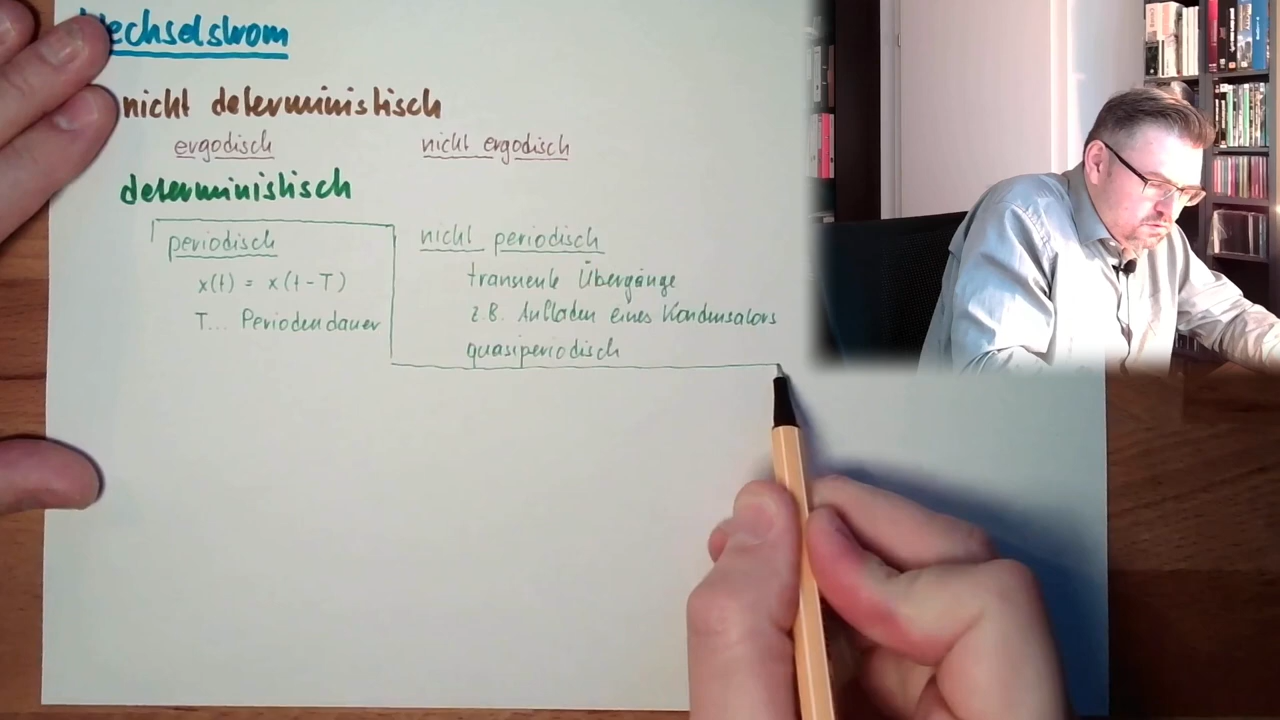 Wechselstrom
nicht deterministisch
ergodisch nicht ergodisch
deterministisch
periodisch nicht periodisch
x(t) = x(t-T) transiente Übergänge
T... Periodendauer z.B. Aufladen eines Kondensators
quasiperiodisch